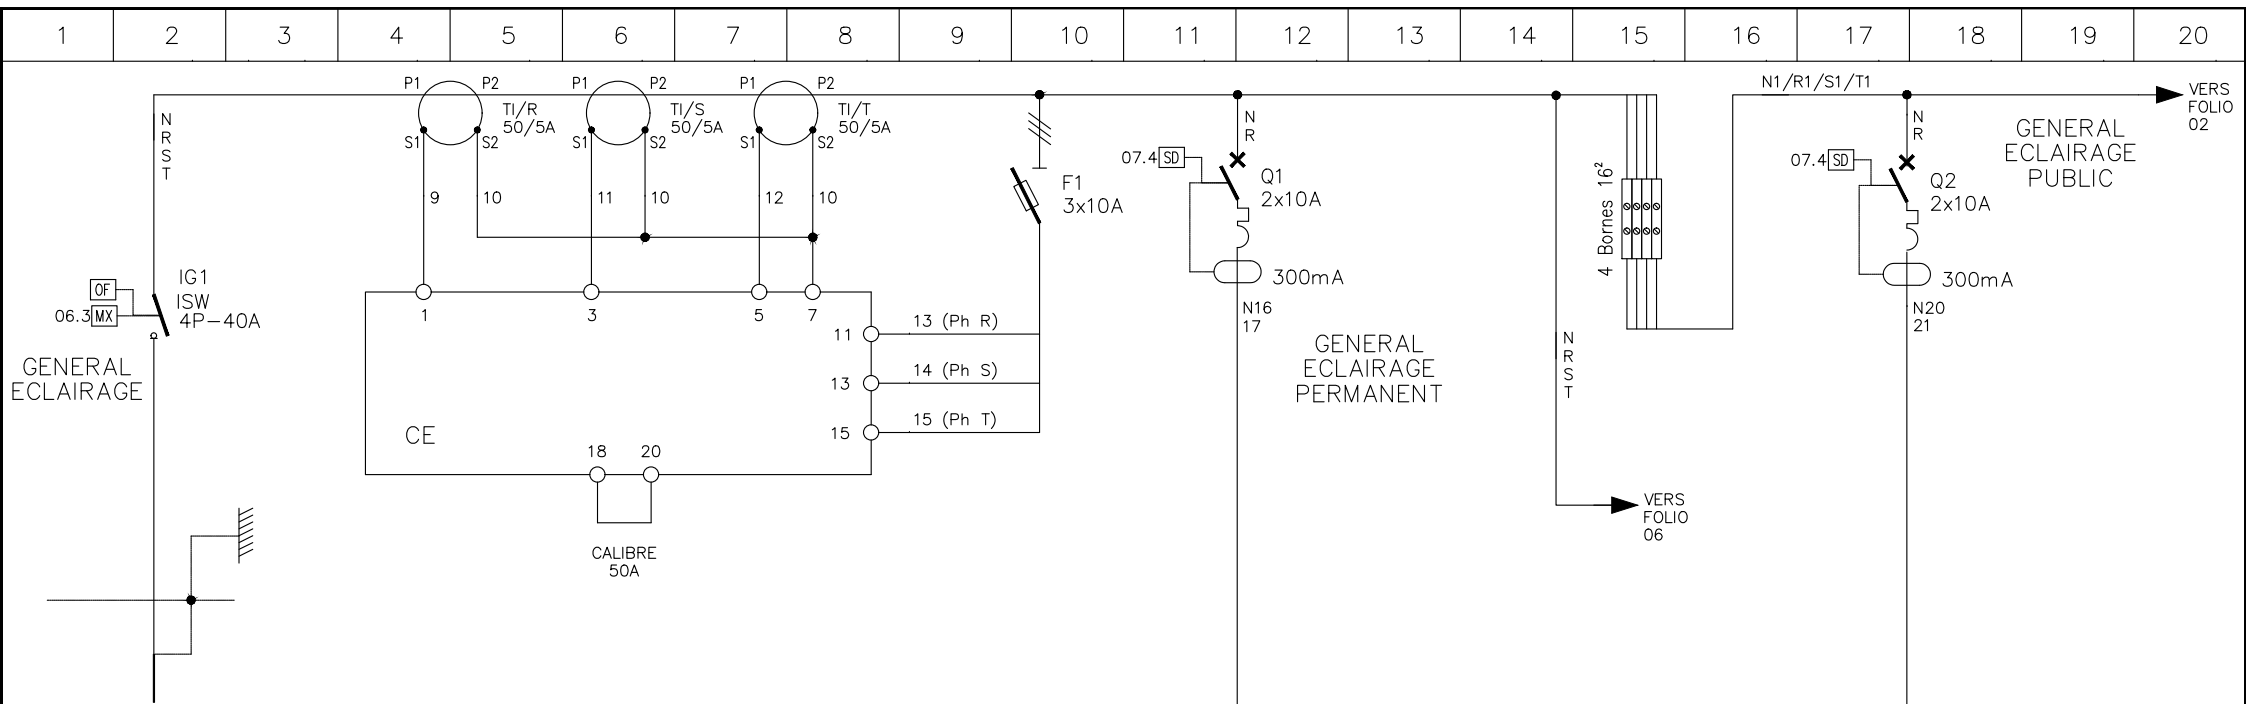 1 2 3 4 5 6 7 8 9 10 11 12 13 14 15 16 17 18 19 20
N
R
S
T
P1 P2
TI/R
50/5A
S1 S2
P1 P2
TI/S
50/5A
S1 S2
P1 P2
TI/T
50/5A
S1 S2
9 10 11 10 12 10
F1
3x10A
N
R
07.4 SD
Q1
2x10A
300mA
N16
17
GENERAL
ECLAIRAGE
PERMANENT
4 Bornes 16²
N1/R1/S1/T1
VERS
FOLIO
02
N
R
07.4 SD
Q2
2x10A
300mA
N20
21
GENERAL
ECLAIRAGE
PUBLIC
OF
06.3 MX
IG1
ISW
4P-40A
GENERAL
ECLAIRAGE
1 3 5 7
11 13 (Ph R)
13 14 (Ph S)
15 15 (Ph T)
CE
18 20
CALIBRE
50A
N
R
S
T
VERS
FOLIO
06